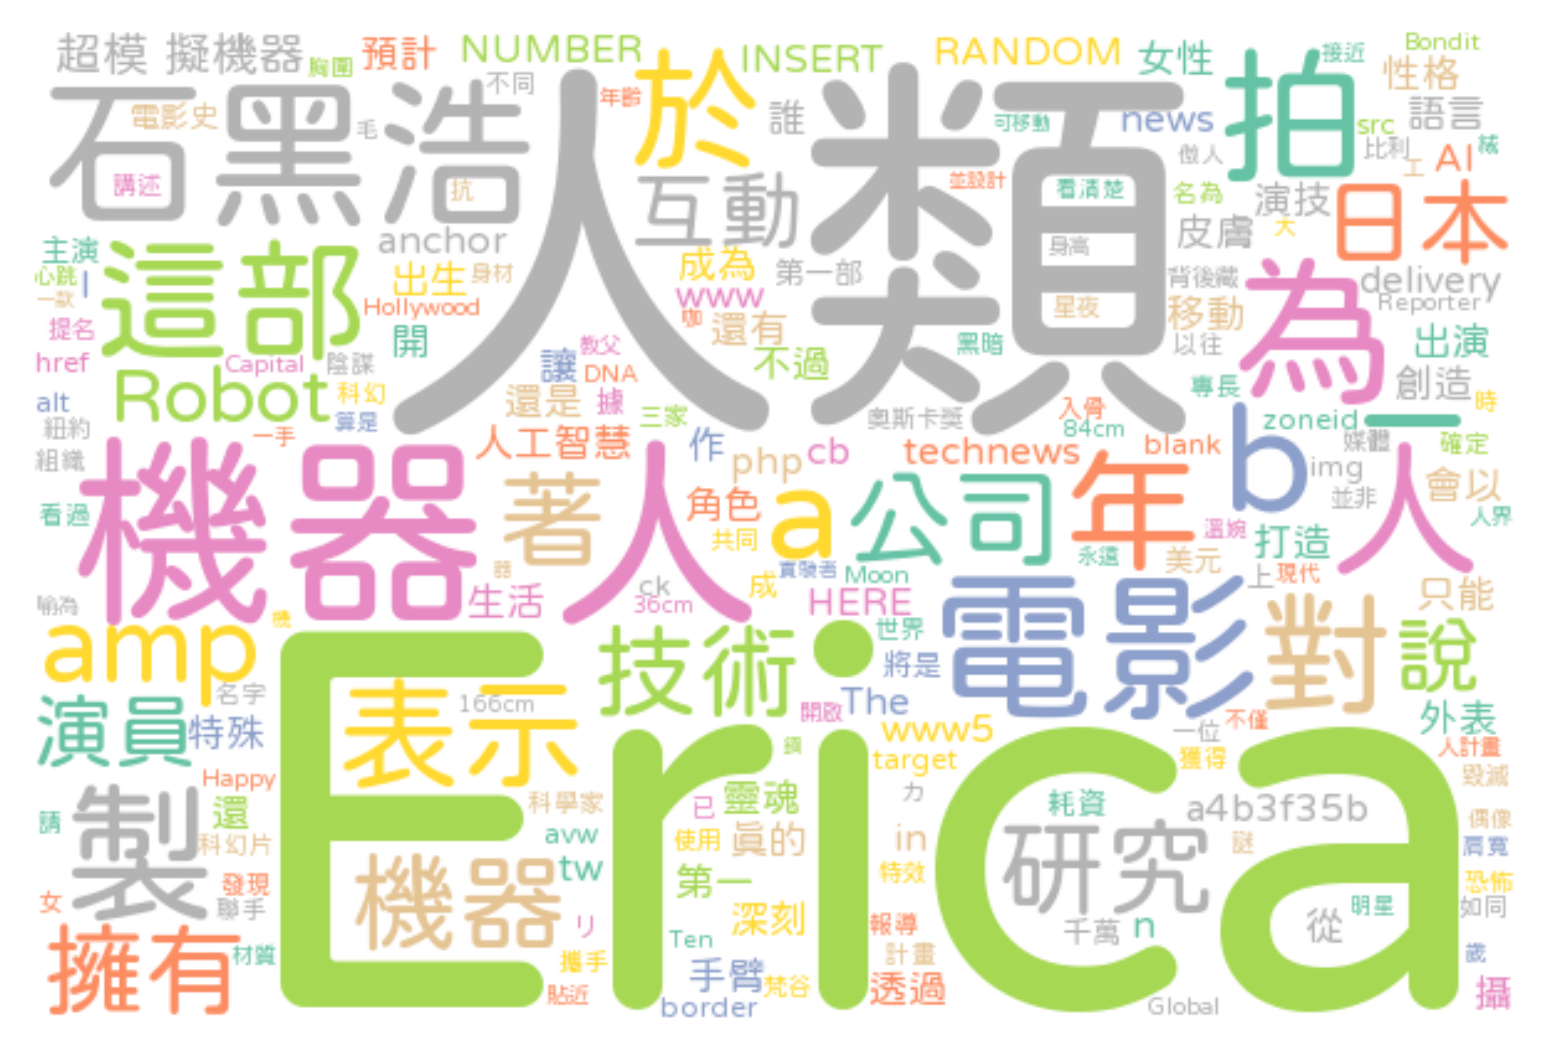 超模 擬機器 胸圍 預計 NUMBER INSERT RANDOM 女性 接近 Bondit
不同 年齡 於 拍 性格
石黑浩 電影史 毛 人類 誰 可移動 news src 語言
講述 抗 互動 並設計 看清楚 傲人 比利 工 AI 械
主演 anchor 名為 演技 日本
心跳 I 這部 出生 身材 成為 第一部 身高 皮膚 大
一款 Hollywood www 星夜 背後藏 為 delivery
提名 開 咖 還有 移動 Reporter
href Capital 陰謀 讓 教父 不過 黑暗 以往 出演
alt Robot 科幻 還是 DNA 據 專長 創造 時
紐約 一手 算是 三家 奧斯卡獎 入骨 84cm zoneid 一
組織 人工智慧 作 php cb technews blank b 媒體 img 確定
看過 機器人 著 角色 a 公司 年 並非 人 會以
器 共同 實驗者 永遠 溫婉 打造 人界
喻為 生活 ck 36cm 成 Moon HERE 美元 上 現代 只能
amp 機 Erica 技術 世界 電影 對 說
名字 表示 166cm 將是
演員 特殊 開啟 The 一位 不僅 外表
Happy 鋼 www5 target 獲得 人計畫
製 還 科學家 已 靈魂 力 耗資 a4b3f35b 毀滅
請 科幻片 avw 使用 真的 in 研究 謎 偶像
女 發現 聯手 機器 tw 第一 特效 肩寬
擁有 リ 深刻 報導 千萬 n 從 明星 恐怖
材質 攜手 Ten 計畫 如同
貼近 手臂 梵谷 透過 歲
border Global 攝